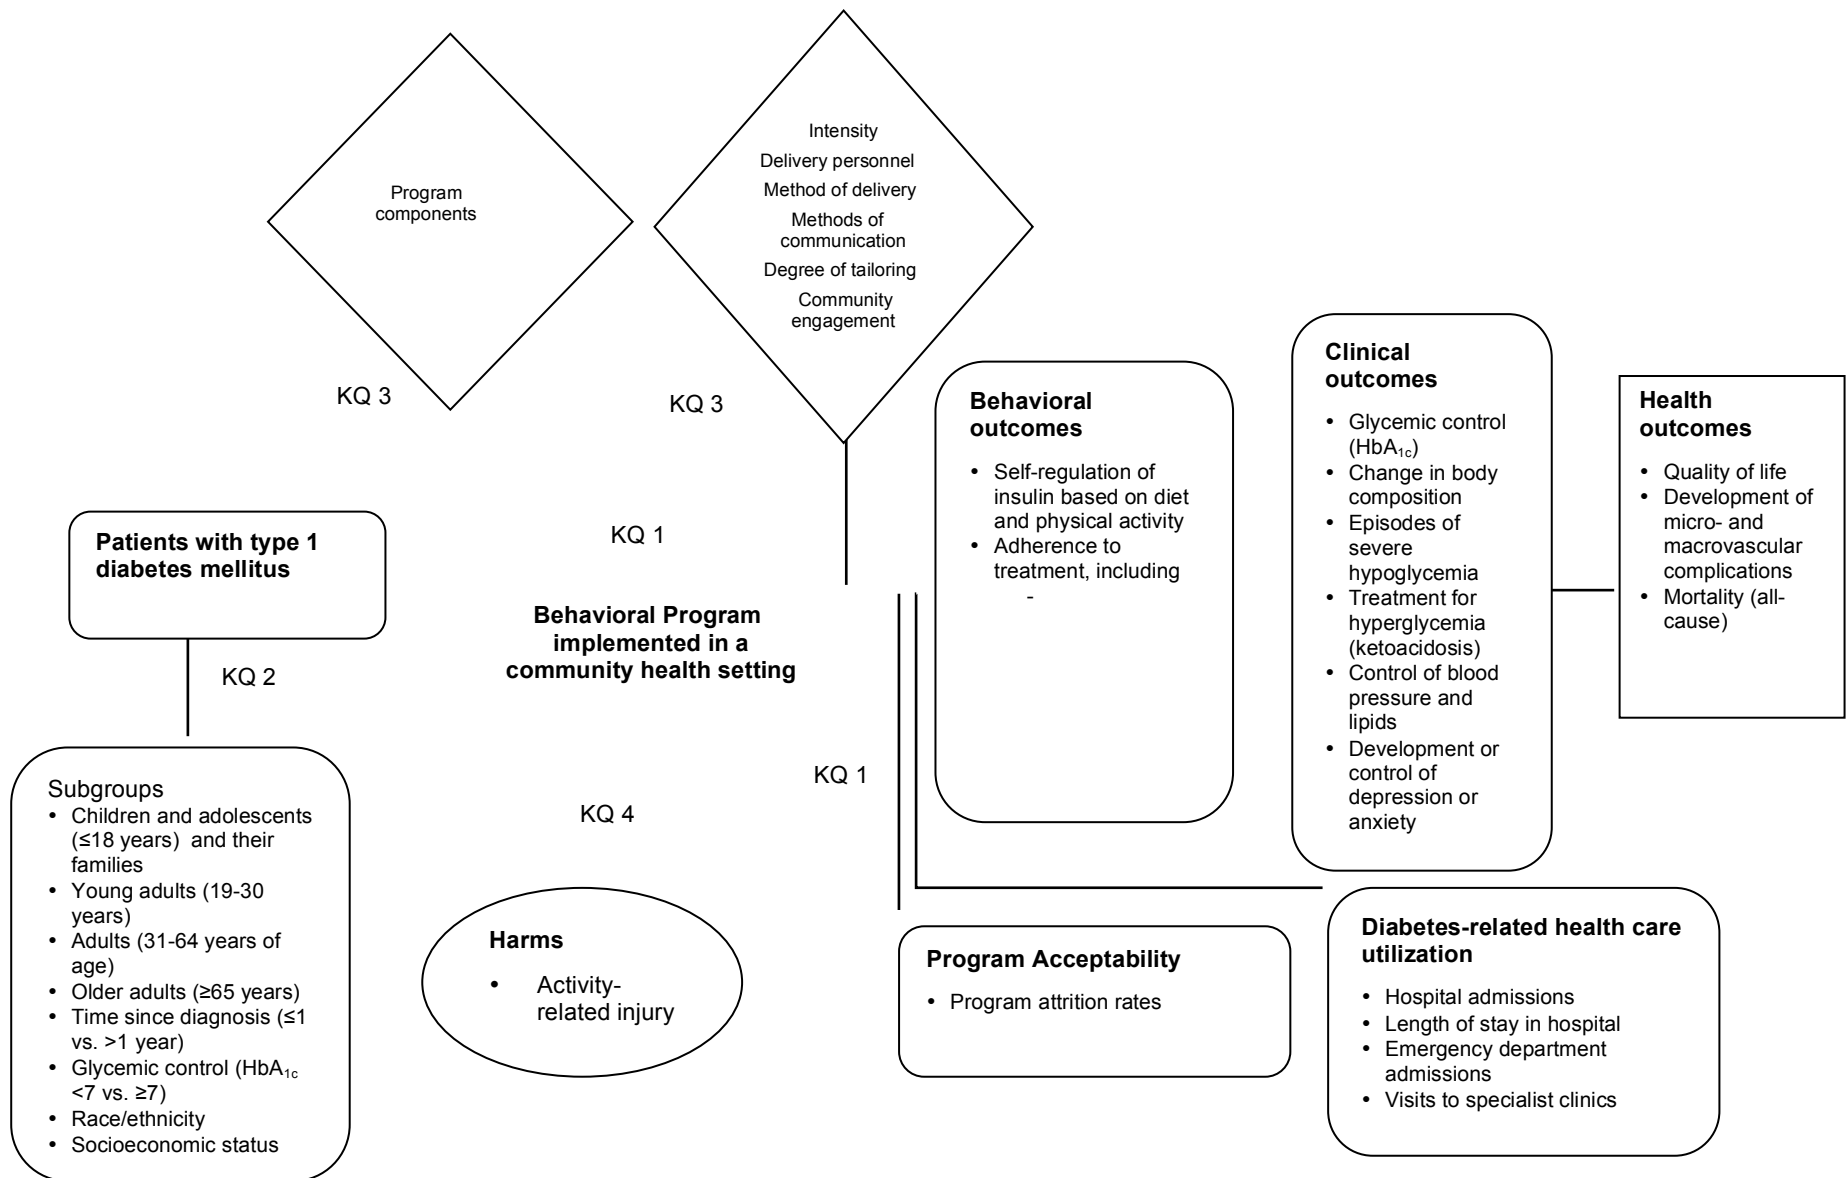 Program
components
Intensity
Delivery personnel
Method of delivery
Methods of
communication
Degree of tailoring
Community
engagement
KQ 3
KQ 3
KQ 1
Patients with type 1
diabetes mellitus
KQ 2
Behavioral Program
implemented in a
community health setting
Behavioral
outcomes
• Self-regulation of
insulin based on diet
and physical activity
• Adherence to
treatment, including
-
Clinical
outcomes
• Glycemic control
(HbA1c)
• Change in body
composition
• Episodes of
severe
hypoglycemia
• Treatment for
hyperglycemia
(ketoacidosis)
• Control of blood
pressure and
lipids
• Development or
control of
depression or
anxiety
Health
outcomes
• Quality of life
• Development of
micro- and
macrovascular
complications
• Mortality (all-
cause)
Subgroups
• Children and adolescents
(≤18 years) and their
families
• Young adults (19-30
years)
• Adults (31-64 years of
age)
• Older adults (≥65 years)
• Time since diagnosis (≤1
vs. >1 year)
• Glycemic control (HbA1c
<7 vs. ≥7)
• Race/ethnicity
• Socioeconomic status
KQ 4
KQ 1
Harms
• Activity-
related injury
Program Acceptability
• Program attrition rates
Diabetes-related health care
utilization
• Hospital admissions
• Length of stay in hospital
• Emergency department
admissions
• Visits to specialist clinics